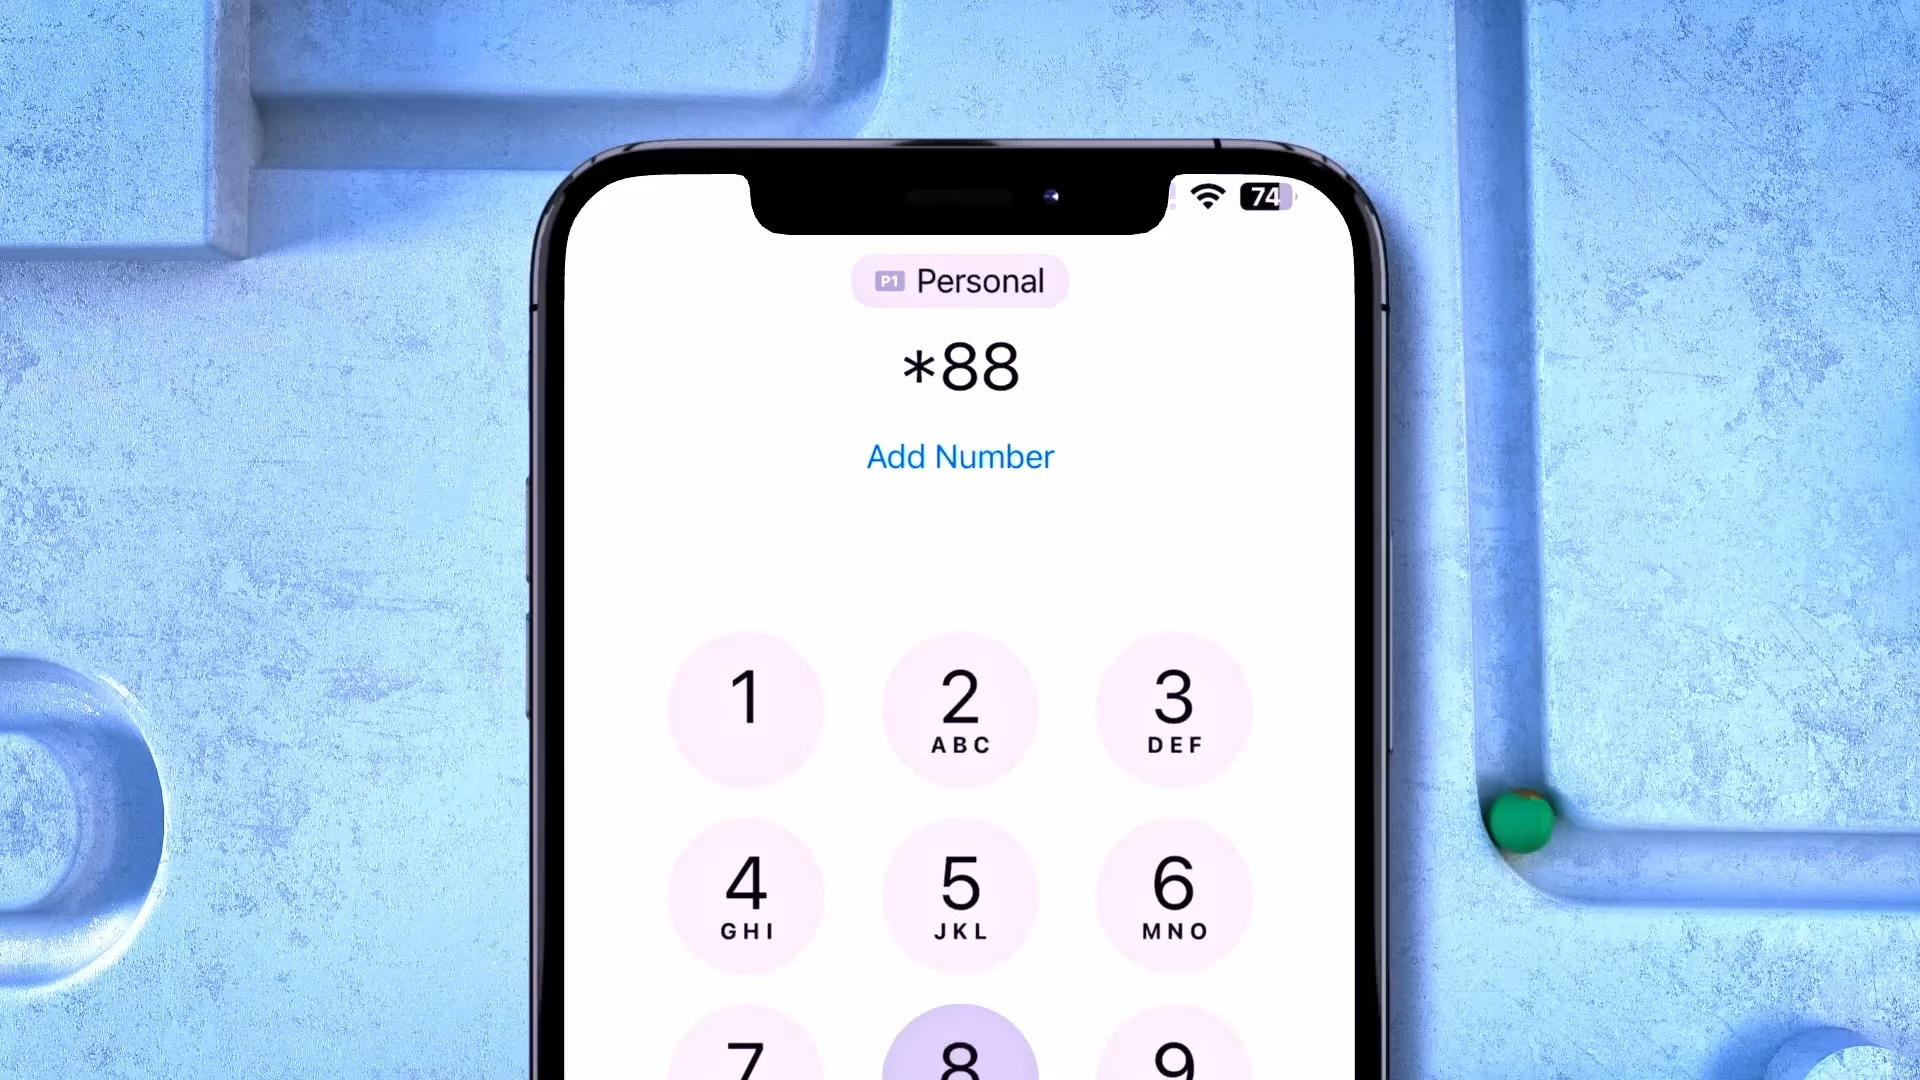 74
P1 Personal
*88
Add Number
1 2 3
ABC DEF
4 5 6
GHI JKL MNO
7 8 9